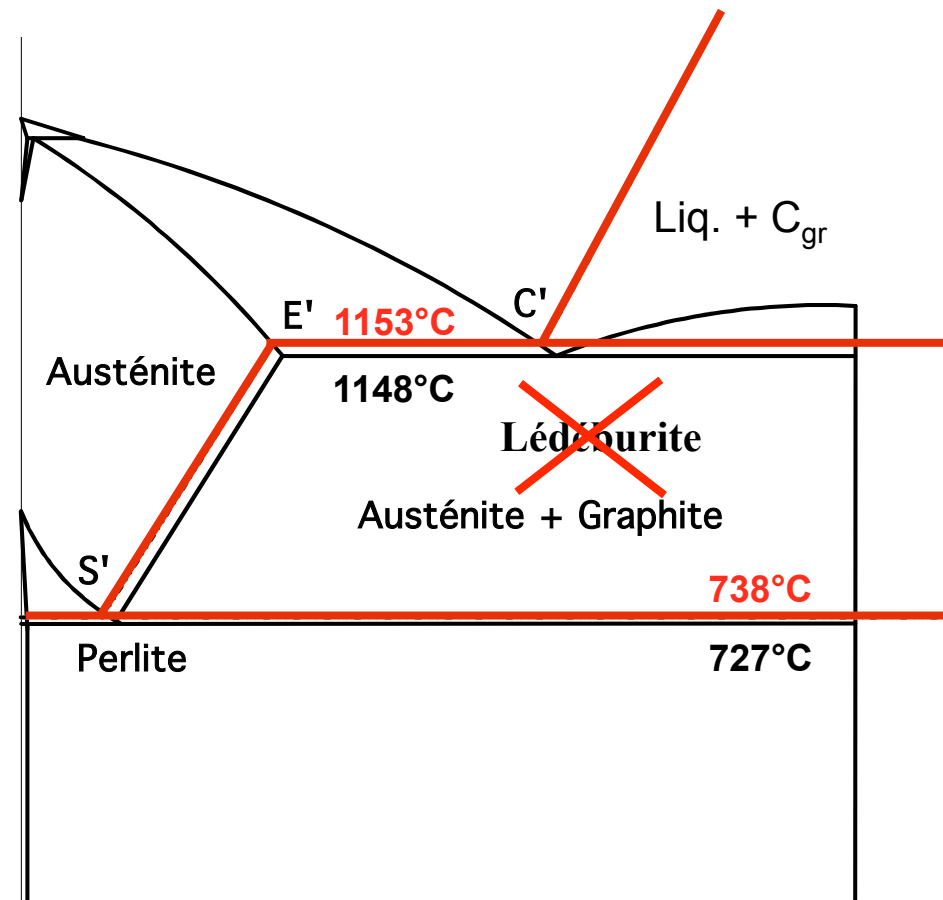 Liq. + Cgr
E'
C'
1153°C
Austénite
1148°C
Lédéburite
Austénite + Graphite
S'
738°C
Perlite
727°C